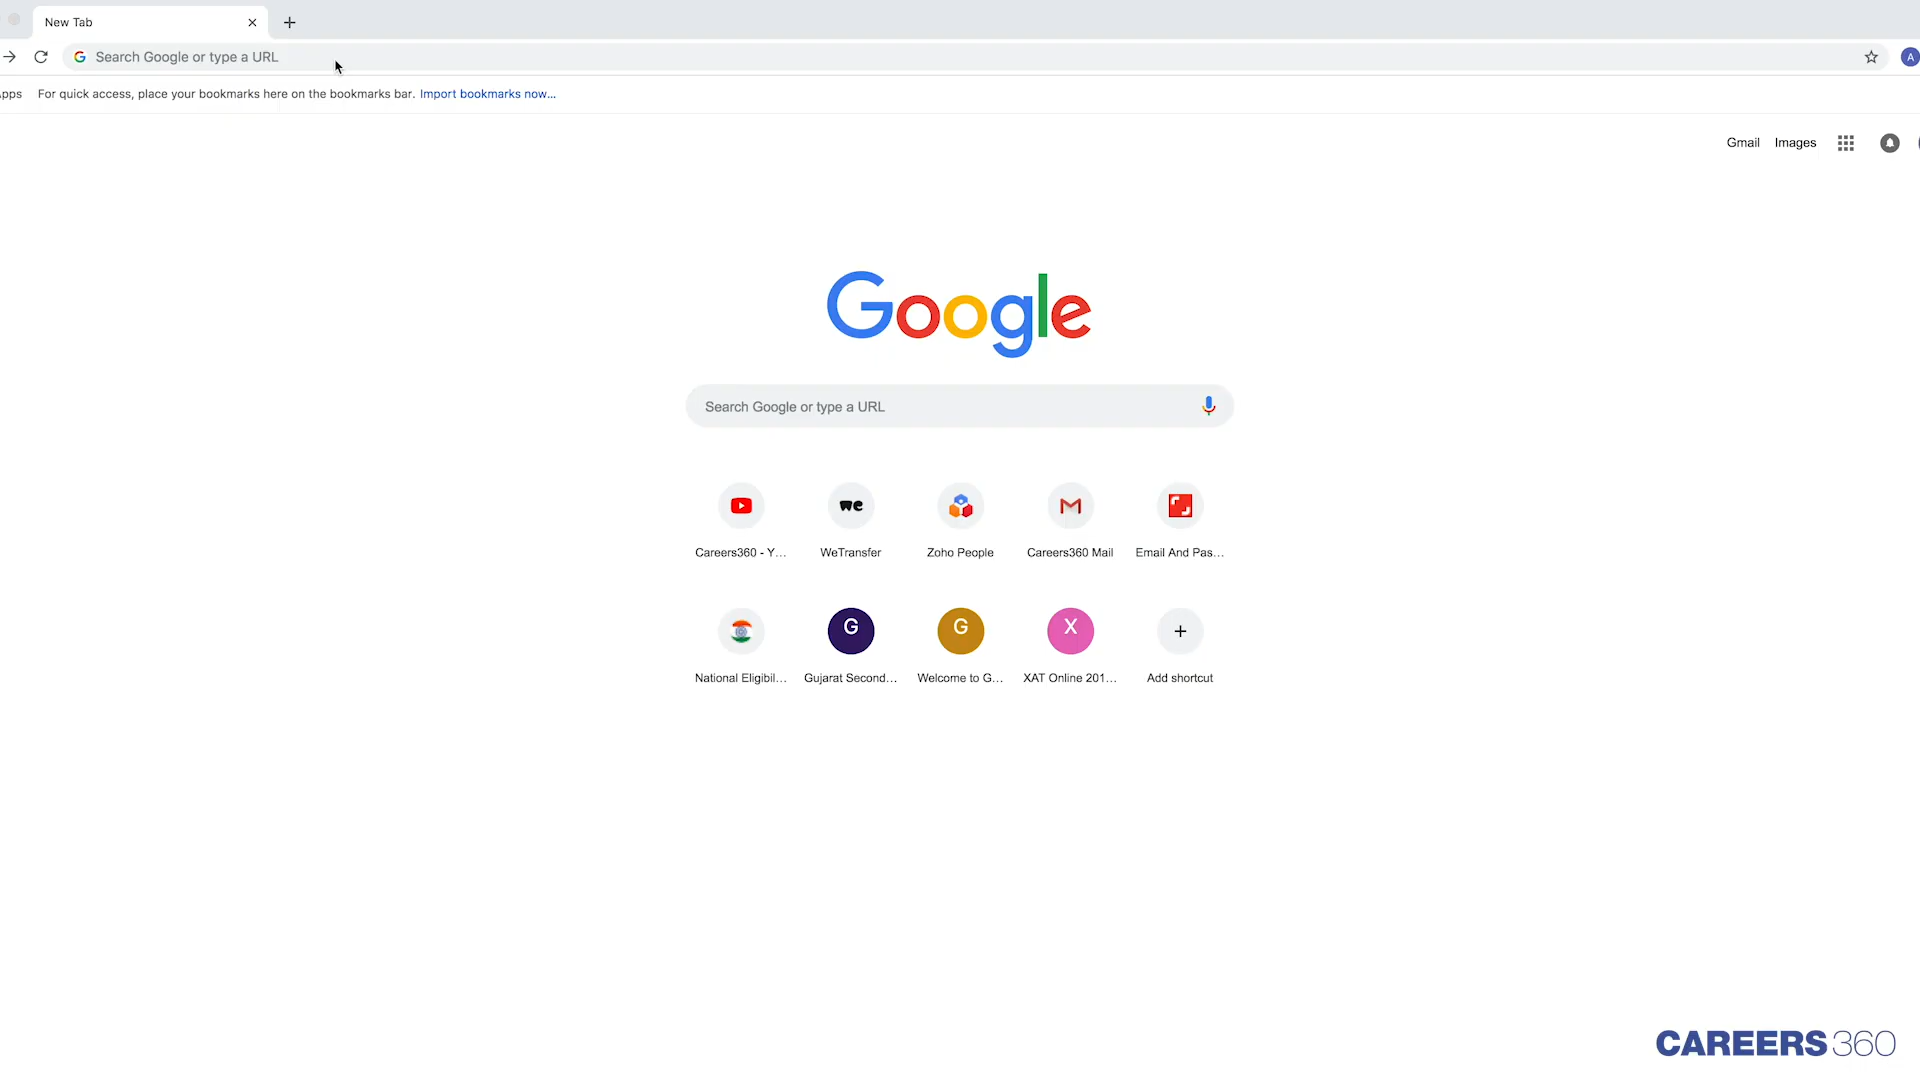 New Tab
Search Google or type a URL
A
For quick access, place your bookmarks here on the bookmarks bar. Import bookmarks now...
Gmail Images
Google
Search Google or type a URL
we
Careers360 - Y... WeTransfer Zoho People Careers360 Mail Email And Pas...
G G X
National Eligibil... Gujarat Second... Welcome to G... XAT Online 201... Add shortcut
CAREERS360